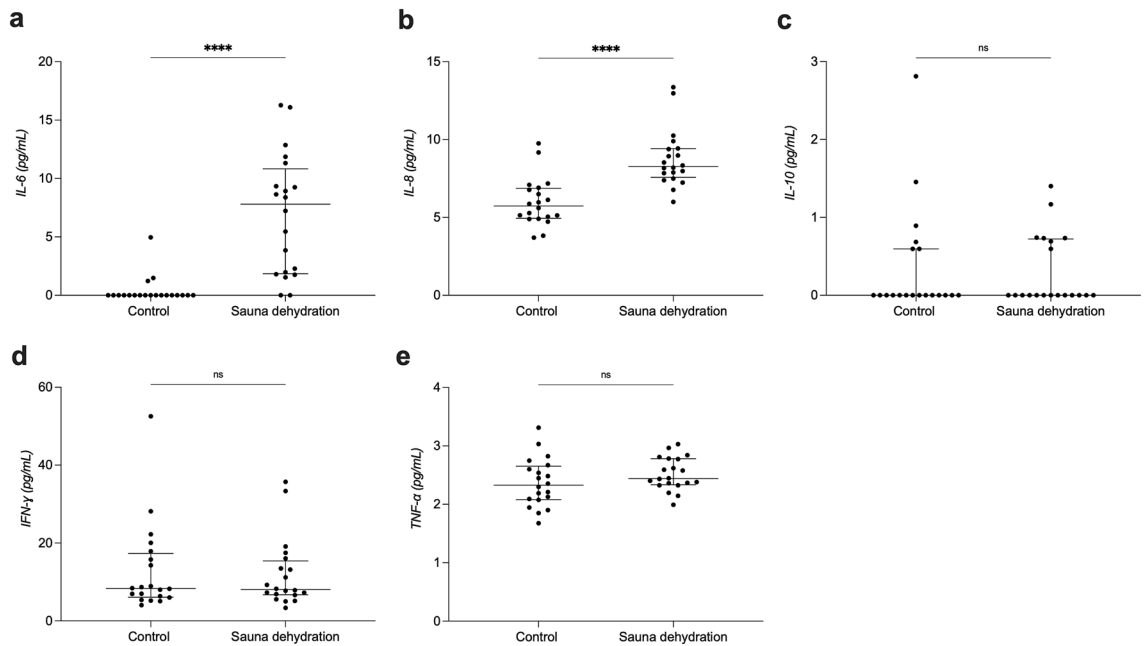 a
****
20
15
10
5
0
IL-6 (pg/mL)
Control
Sauna dehydration
b
****
15
10
5
0
IL-8 (pg/mL)
Control
Sauna dehydration
c
ns
3
2
1
0
IL-10 (pg/mL)
Control
Sauna dehydration
d
ns
60
40
20
0
IFN-γ (pg/mL)
Control
Sauna dehydration
e
ns
4
3
2
1
0
TNF-α (pg/mL)
Control
Sauna dehydration